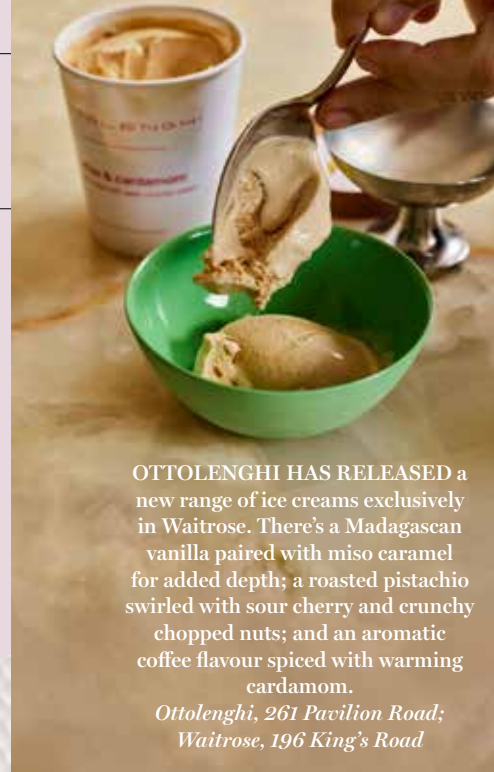 & cardamom
OTTOLENGHI HAS RELEASED a
new range of ice creams exclusively
in Waitrose. There's a Madagascan
vanilla paired with miso caramel
for added depth; a roasted pistachio
swirled with sour cherry and crunchy
chopped nuts; and an aromatic
coffee flavour spiced with warming
cardamom.
Ottolenghi, 261 Pavilion Road;
Waitrose, 196 King's Road